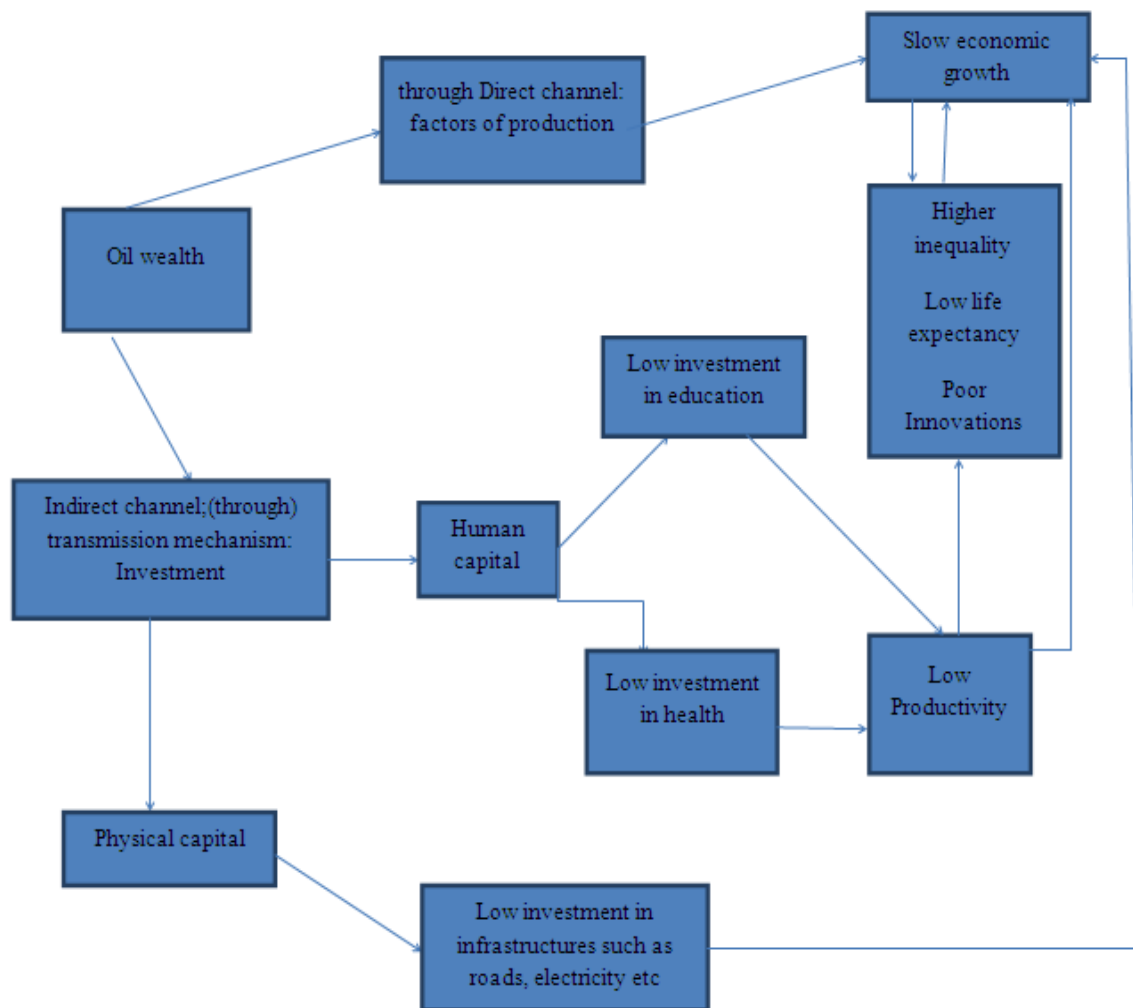 Slow economic
growth
through Direct channel:
factors of production
Oil wealth
Higher
inequality
Low life
expectancy
Poor
Innovations
Low investment
in education
Indirect channel;(through)
transmission mechanism:
Investment
Human
capital
Low investment
in health
Low
Productivity
Physical capital
Low investment in
infrastructures such as
roads, electricity etc